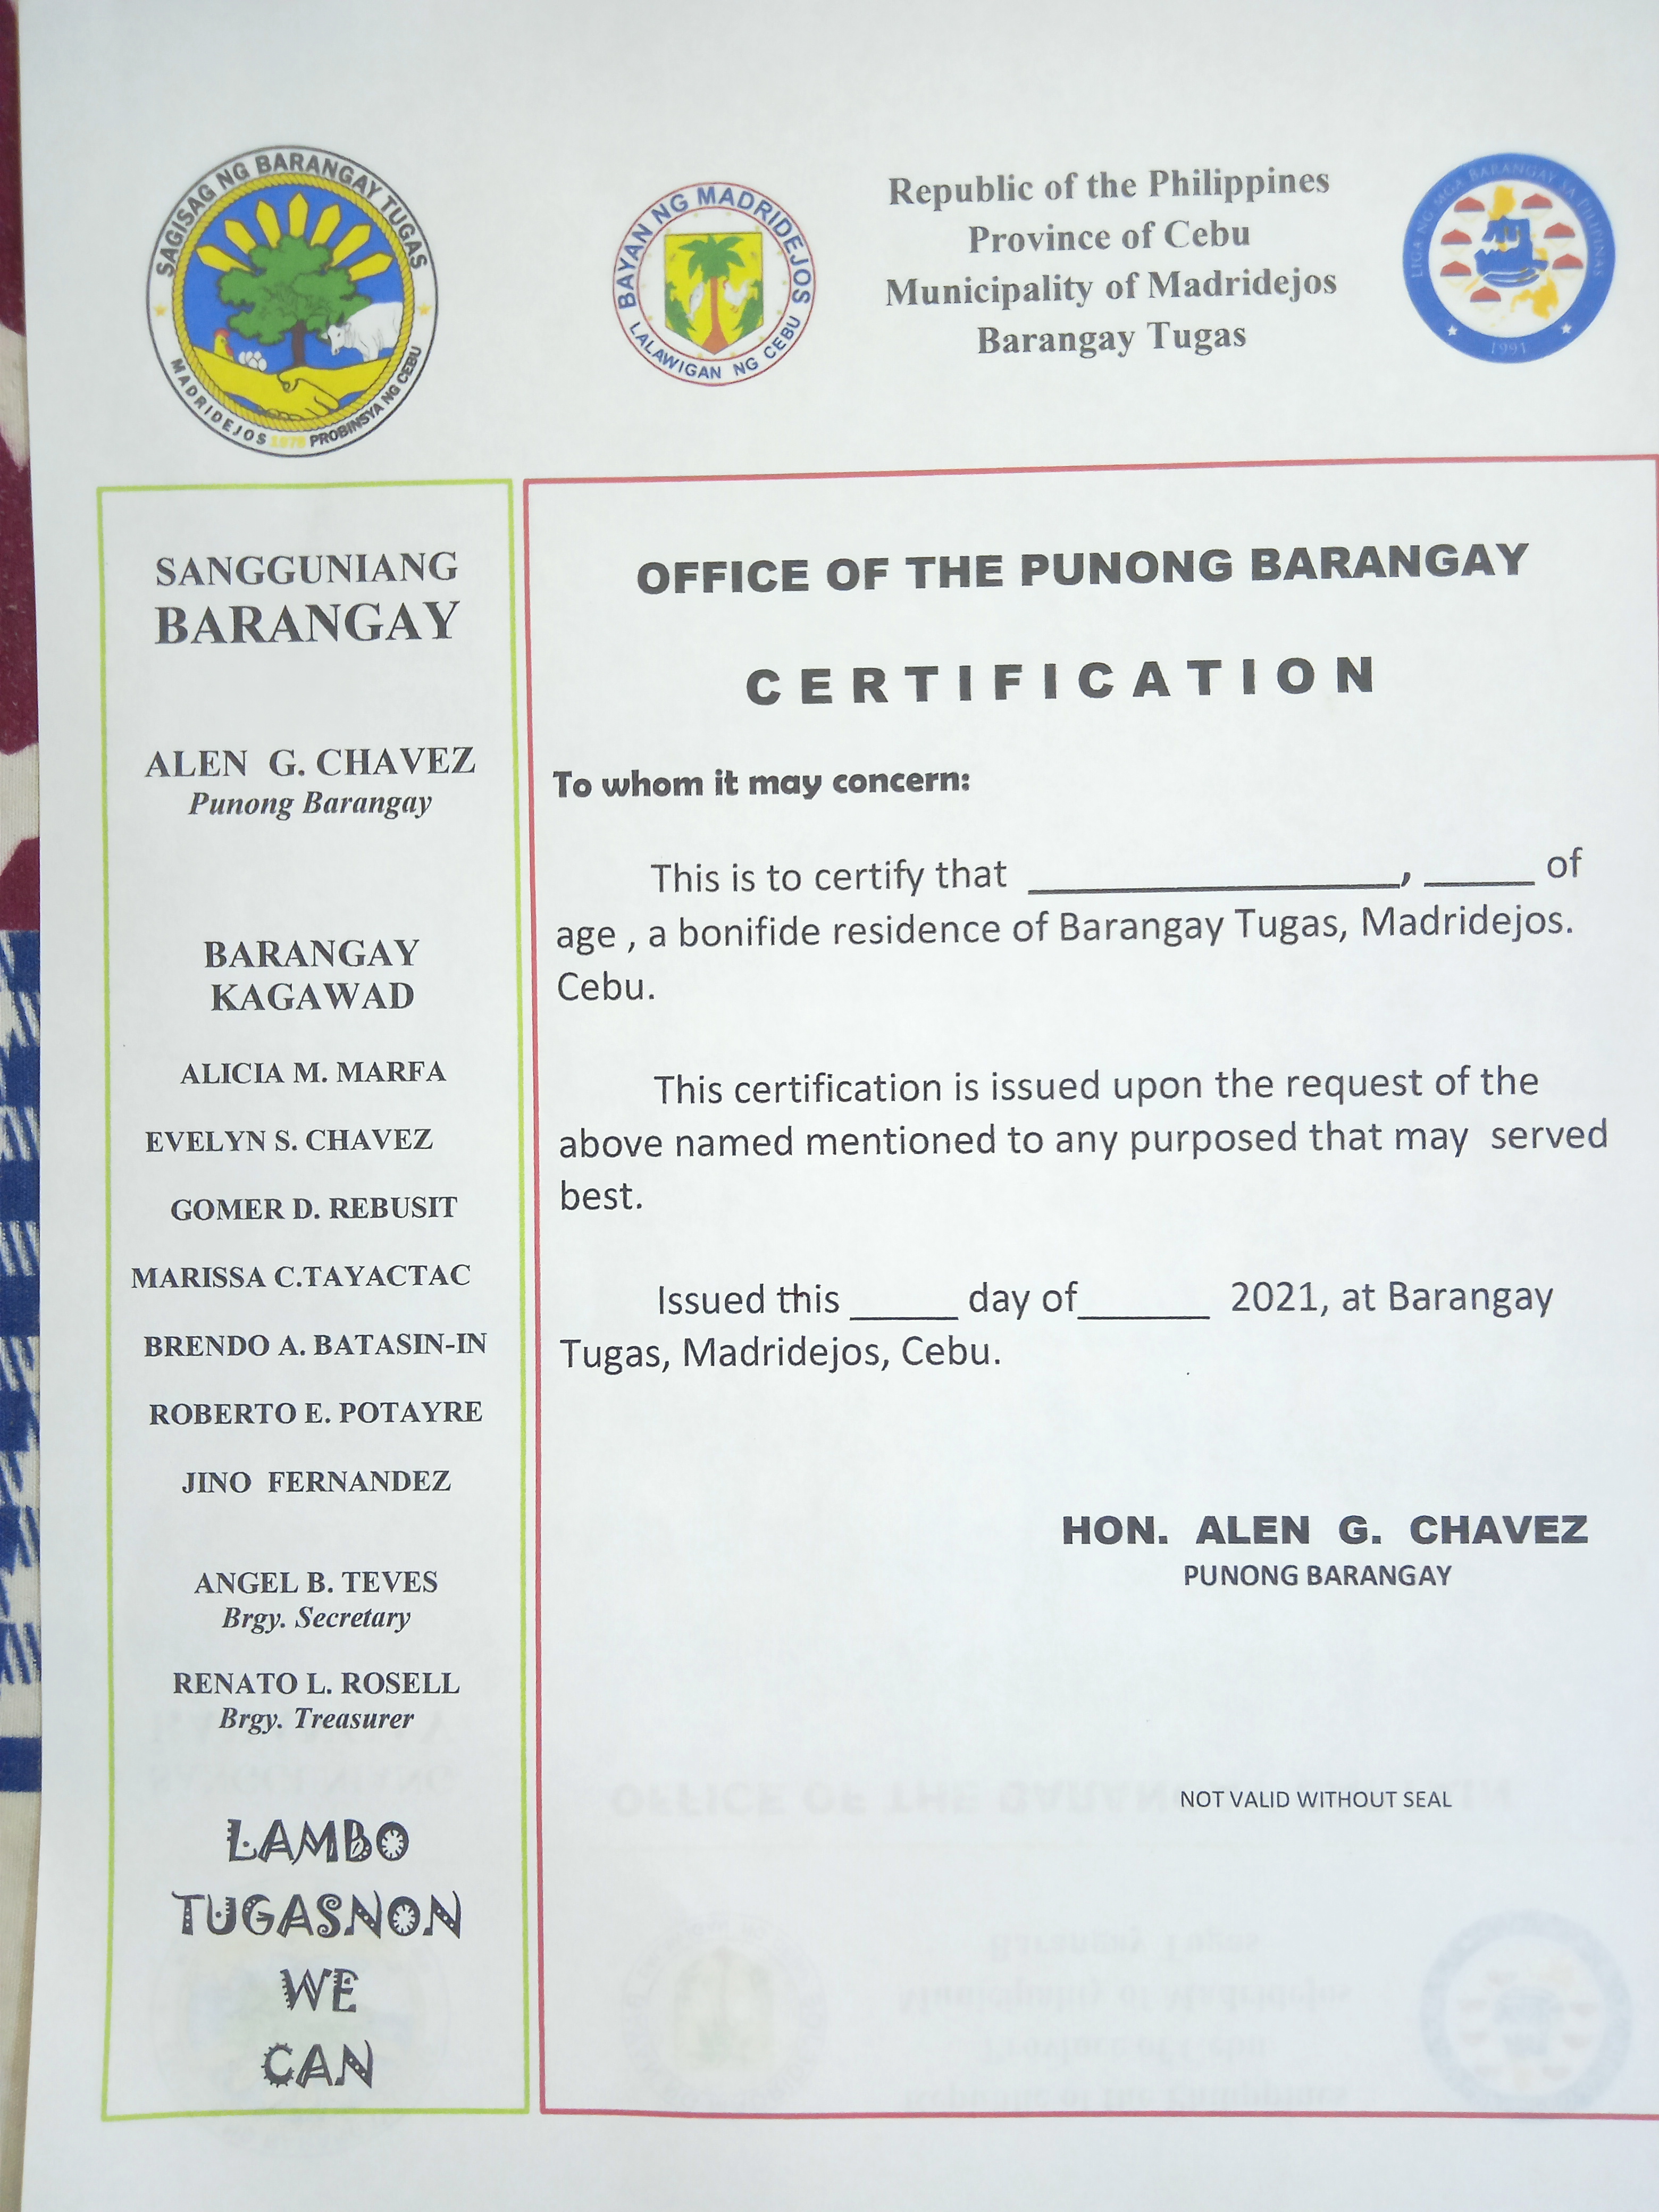 SAGISAG NG BARANGAY TUGAS
MADRIDEJOS 1979 PROBINSYA NG CEBU
BAYAN NG MADRIDEJOS
LALAWIGAN NG CEBU
Republic of the Philippines
Province of Cebu
Municipality of Madridejos
Barangay Tugas
LIGA NG MGA BARANGAY SA PILIPINAS
1991
SANGGUNIANG
BARANGAY
ALEN G. CHAVEZ
Punong Barangay
BARANGAY
KAGAWAD
ALICIA M. MARFA
EVELYN S. CHAVEZ
GOMER D. REBUSIT
MARISSA C.TAYACTAC
BRENDO A. BATASIN-IN
ROBERTO E. POTAYRE
JINO FERNANDEZ
ANGEL B. TEVES
Brgy. Secretary
RENATO L. ROSELL
Brgy. Treasurer
LAMBO
TUGASNON
WE
CAN
OFFICE OF THE PUNONG BARANGAY
CERTIFICATION
To whom it may concern:
This is to certify that ________________, _____ of
age , a bonifide residence of Barangay Tugas, Madridejos.
Cebu.
This certification is issued upon the request of the
above named mentioned to any purposed that may served
best.
Issued this _____ day of______ 2021, at Barangay
Tugas, Madridejos, Cebu.
HON. ALEN G. CHAVEZ
PUNONG BARANGAY
NOT VALID WITHOUT SEAL